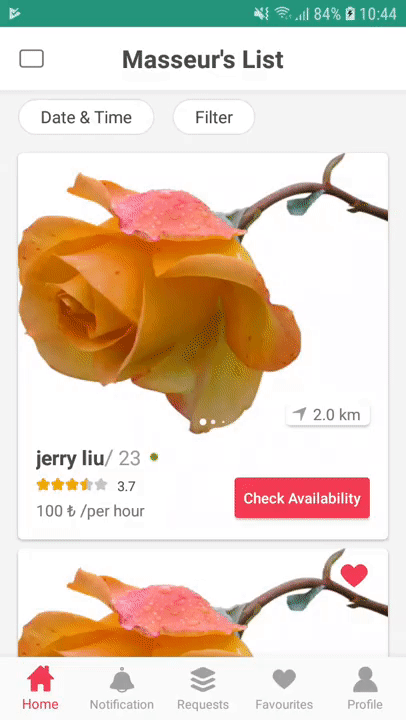 84% 10:44
Masseur's List
Date & Time Filter
2.0 km
jerry liu/ 23
3.7
100 ₺ /per hour
Check Availability
Home Notification Requests Favourites Profile